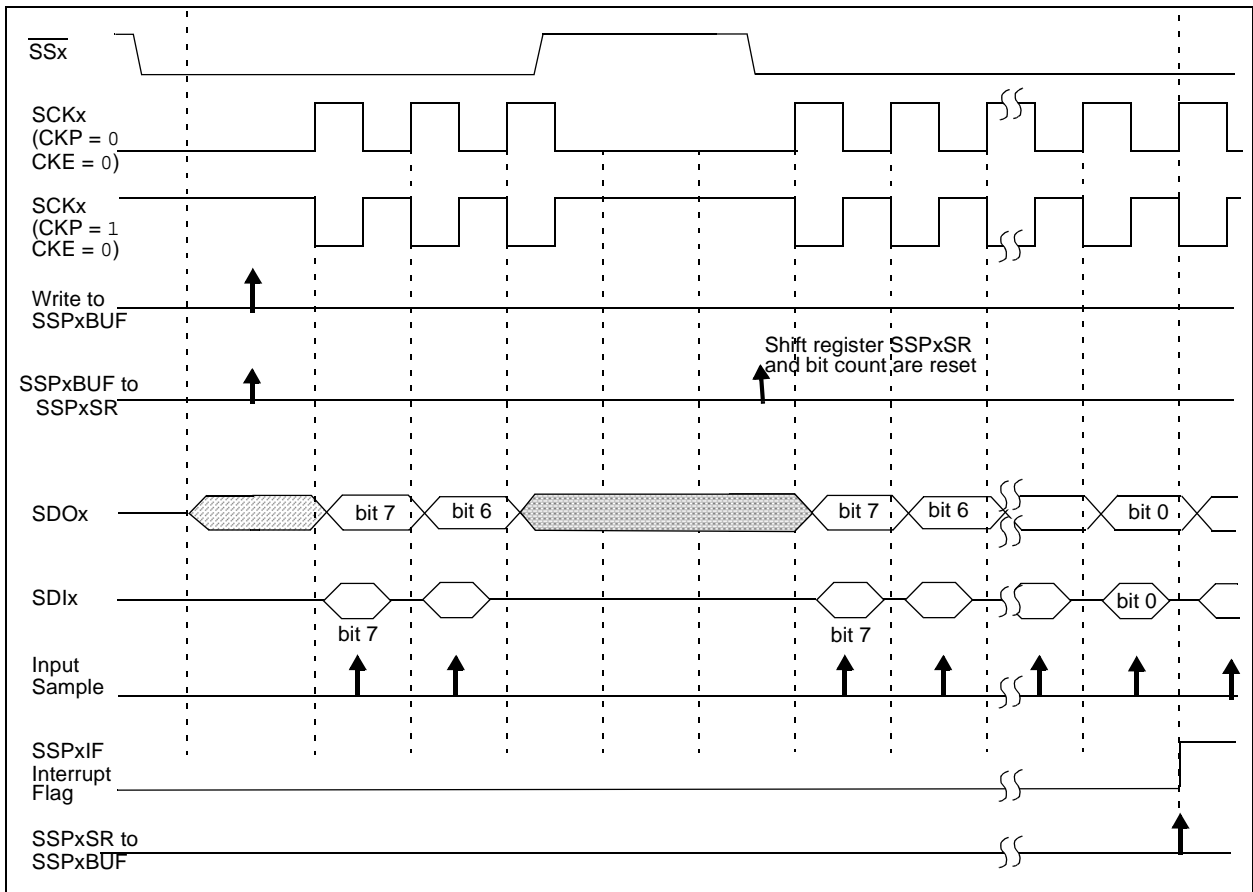 SSx
SCKx
(CKP = 0
CKE = 0)
SCKx
(CKP = 1
CKE = 0)
Write to
SSPxBUF
Shift register SSPxSR
and bit count are reset
SSPxBUF to
SSPxSR
SDOx
bit 7
bit 6
bit 7
bit 6
bit 0
SDIx
bit 0
bit 7
bit 7
Input
Sample
SSPxIF
Interrupt
Flag
SSPxSR to
SSPxBUF